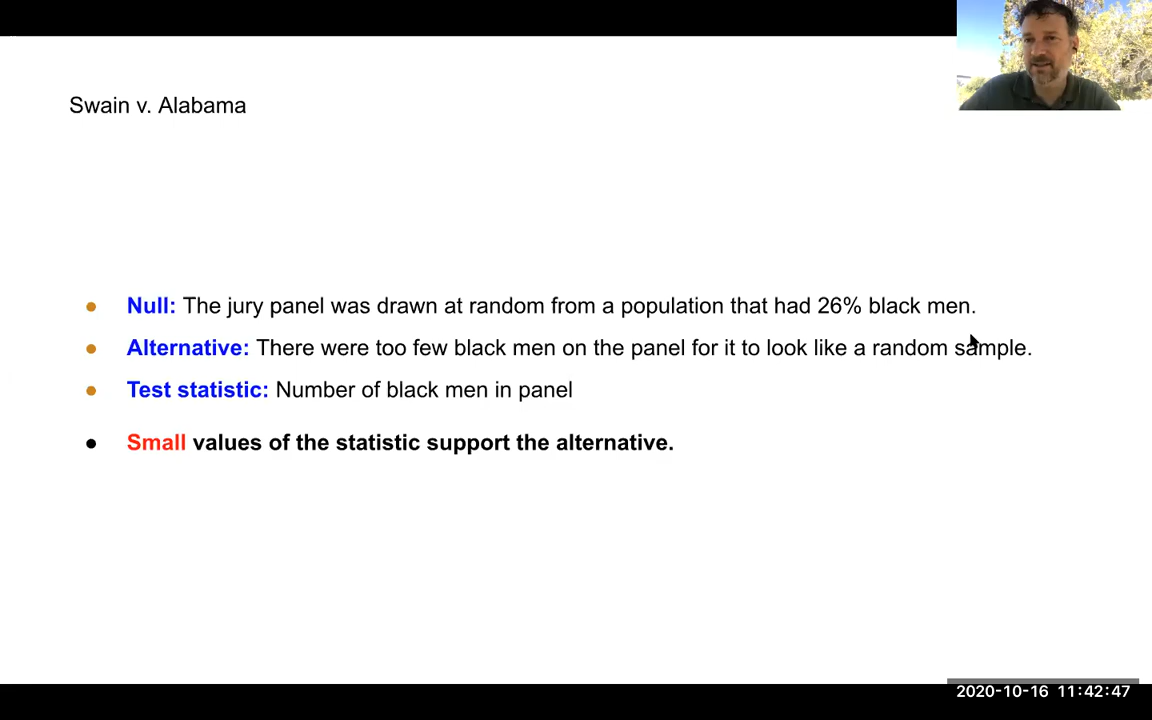 Swain v. Alabama
● Null: The jury panel was drawn at random from a population that had 26% black men.
● Alternative: There were too few black men on the panel for it to look like a random sample.
● Test statistic: Number of black men in panel
● Small values of the statistic support the alternative.
2020-10-16 11:42:47